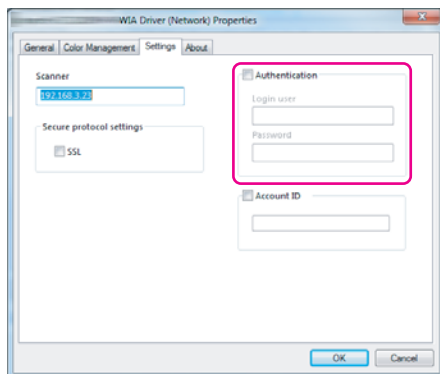 WIA Driver (Network) Properties
General Color Management Settings About
Scanner
192.168.3.23
Secure protocol settings
SSL
Authentication
Login user
Password
Account ID
OK Cancel